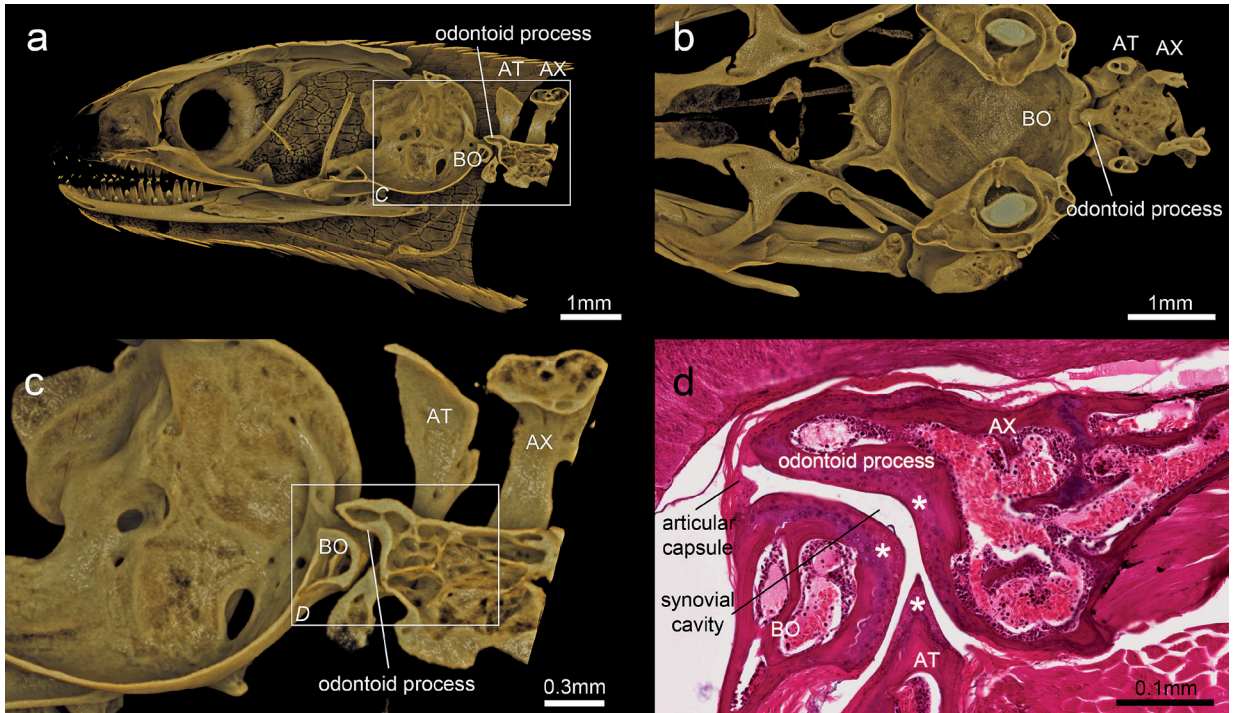 a
odontoid process
AT
AX
BO
C
1mm
b
AT
AX
BO
odontoid process
1mm
c
AT
AX
BO
D
odontoid process
0.3mm
d
AX
odontoid process
*
articular
capsule
*
synovial
cavity
*
BO
AT
0.1mm